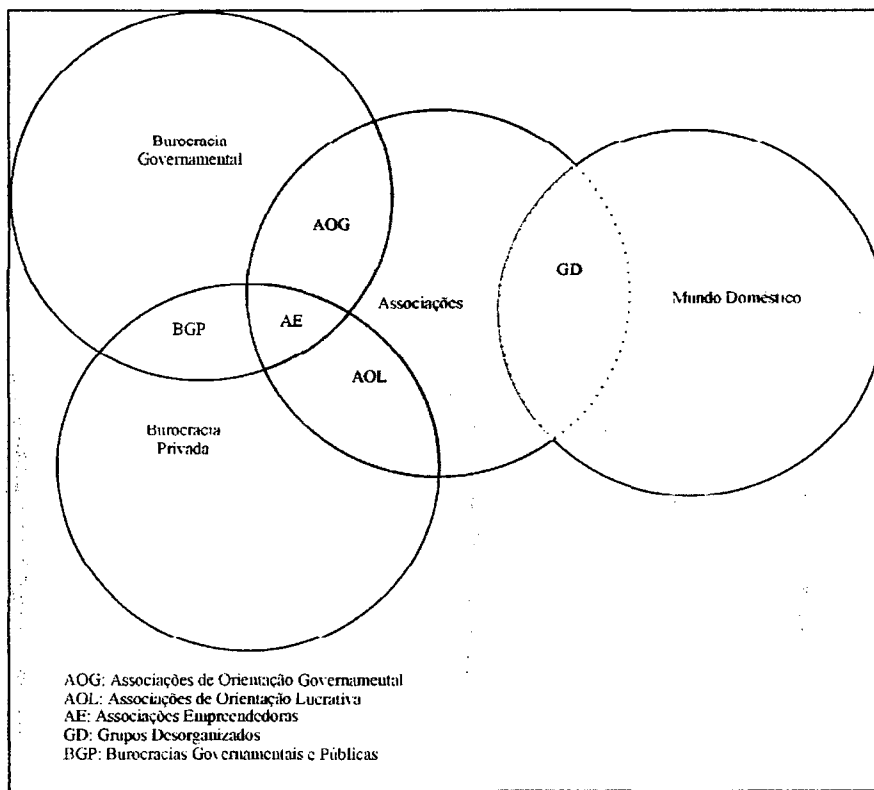 Burocracia
Governamental
AOG
GD
Associações
Mundo Doméstico
BGP
AE
AOL
Burocracia
Privada
AOG: Associações de Orientação Governamental
AOL: Associações de Orientação Lucrativa
AE: Associações Empreendedoras
GD: Grupos Desorganizados
BGP: Burocracias Governamentais e Públicas